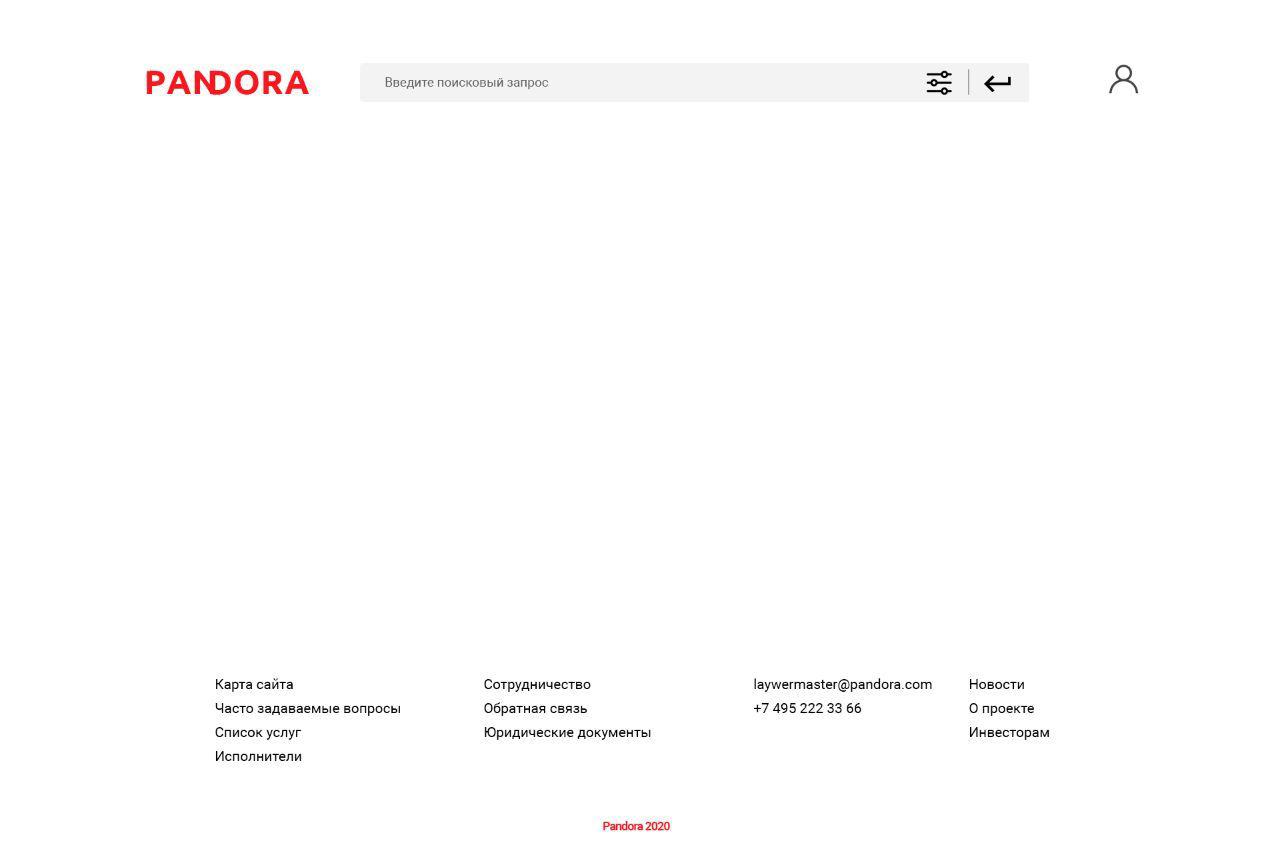 PANDORA
Введите поисковый запрос
Карта сайта
Часто задаваемые вопросы
Список услуг
Исполнители
Сотрудничество
Обратная связь
Юридические документы
laywermaster@pandora.com
+7 495 222 33 66
Новости
О проекте
Инвесторам
Pandora 2020